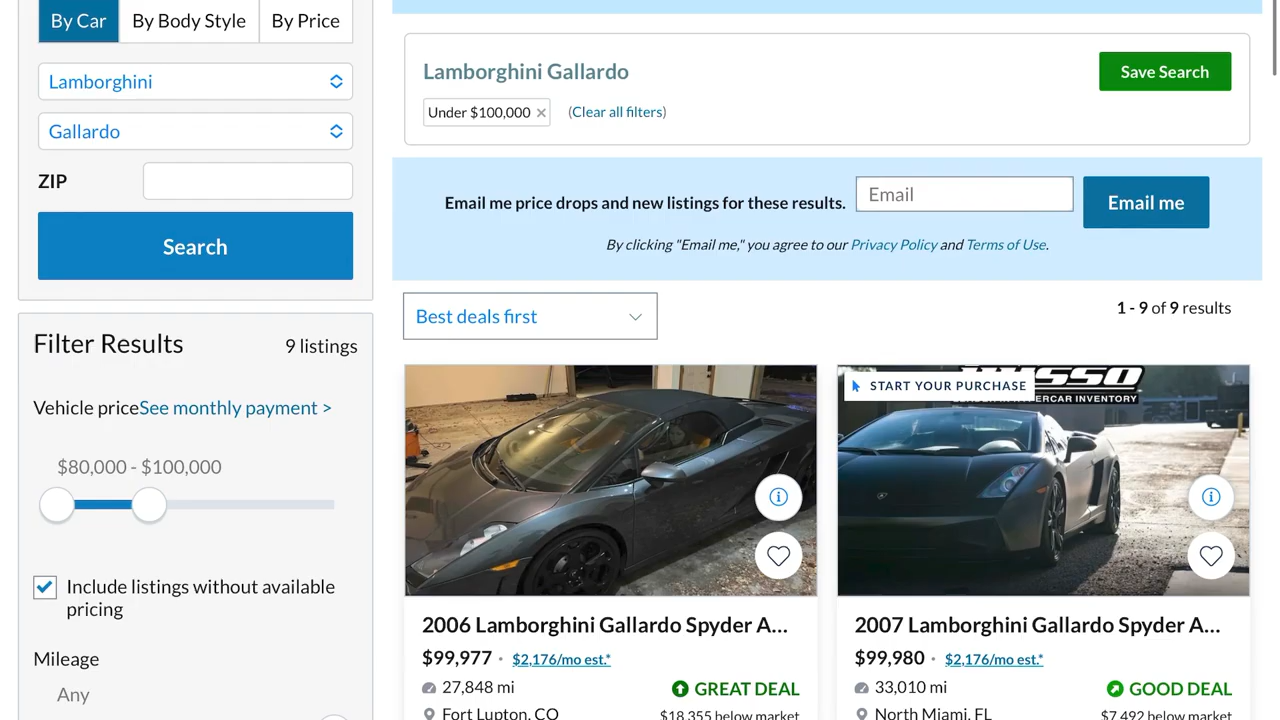 By Car By Body Style By Price
Lamborghini
Gallardo
ZIP
Search
Filter Results 9 listings
Vehicle priceSee monthly payment >
$80,000 - $100,000
Include listings without available
pricing
Mileage
Any
Lamborghini Gallardo
Save Search
Under $100,000 × (Clear all filters)
Email me price drops and new listings for these results. Email Email me
By clicking "Email me," you agree to our Privacy Policy and Terms of Use.
Best deals first
1 - 9 of 9 results
2006 Lamborghini Gallardo Spyder A...
$99,977 · $2,176/mo est.*
27,848 mi GREAT DEAL
Fort Lupton, CO $18,355 below market
START YOUR PURCHASE
INVENTORY
2007 Lamborghini Gallardo Spyder A...
$99,980 · $2,176/mo est.*
33,010 mi GOOD DEAL
North Miami, FL $7,492 below market